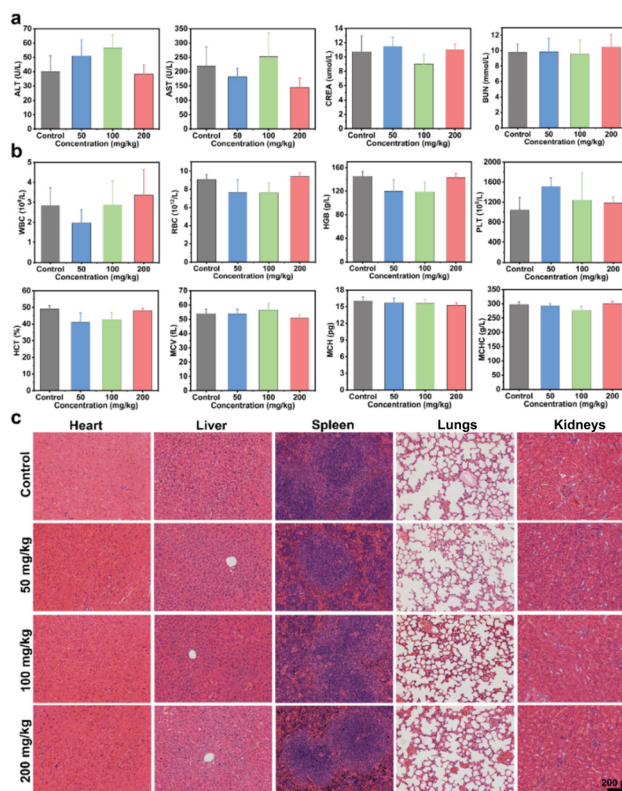 a
ALT (U/L)
70
60
50
40
30
20
10
0
Control 50 100 200
Concentration (mg/kg)
AST (U/L)
350
300
250
200
150
100
50
0
Control 50 100 200
Concentration (mg/kg)
CREA (umol/L)
14
12
10
8
6
4
2
0
Control 50 100 200
Concentration (mg/kg)
BUN (mmol/L)
14
12
10
8
6
4
2
0
Control 50 100 200
Concentration (mg/kg)
b
WBC (10⁹/L)
5
4
3
2
1
0
Control 50 100 200
Concentration (mg/kg)
RBC (10¹²/L)
12
10
8
6
4
2
0
Control 50 100 200
Concentration (mg/kg)
HGB (g/L)
160
120
80
40
0
Control 50 100 200
Concentration (mg/kg)
PLT (10⁹/L)
2000
1600
1200
800
400
0
Control 50 100 200
Concentration (mg/kg)
HCT (%)
60
50
40
30
20
10
0
Control 50 100 200
Concentration (mg/kg)
MCV (fL)
70
60
50
40
30
20
10
0
Control 50 100 200
Concentration (mg/kg)
MCH (pg)
18
15
12
9
6
3
0
Control 50 100 200
Concentration (mg/kg)
MCHC (g/L)
350
300
250
200
150
100
50
0
Control 50 100 200
Concentration (mg/kg)
c
Heart Liver Spleen Lungs Kidneys
Control
50 mg/kg
100 mg/kg
200 mg/kg
200